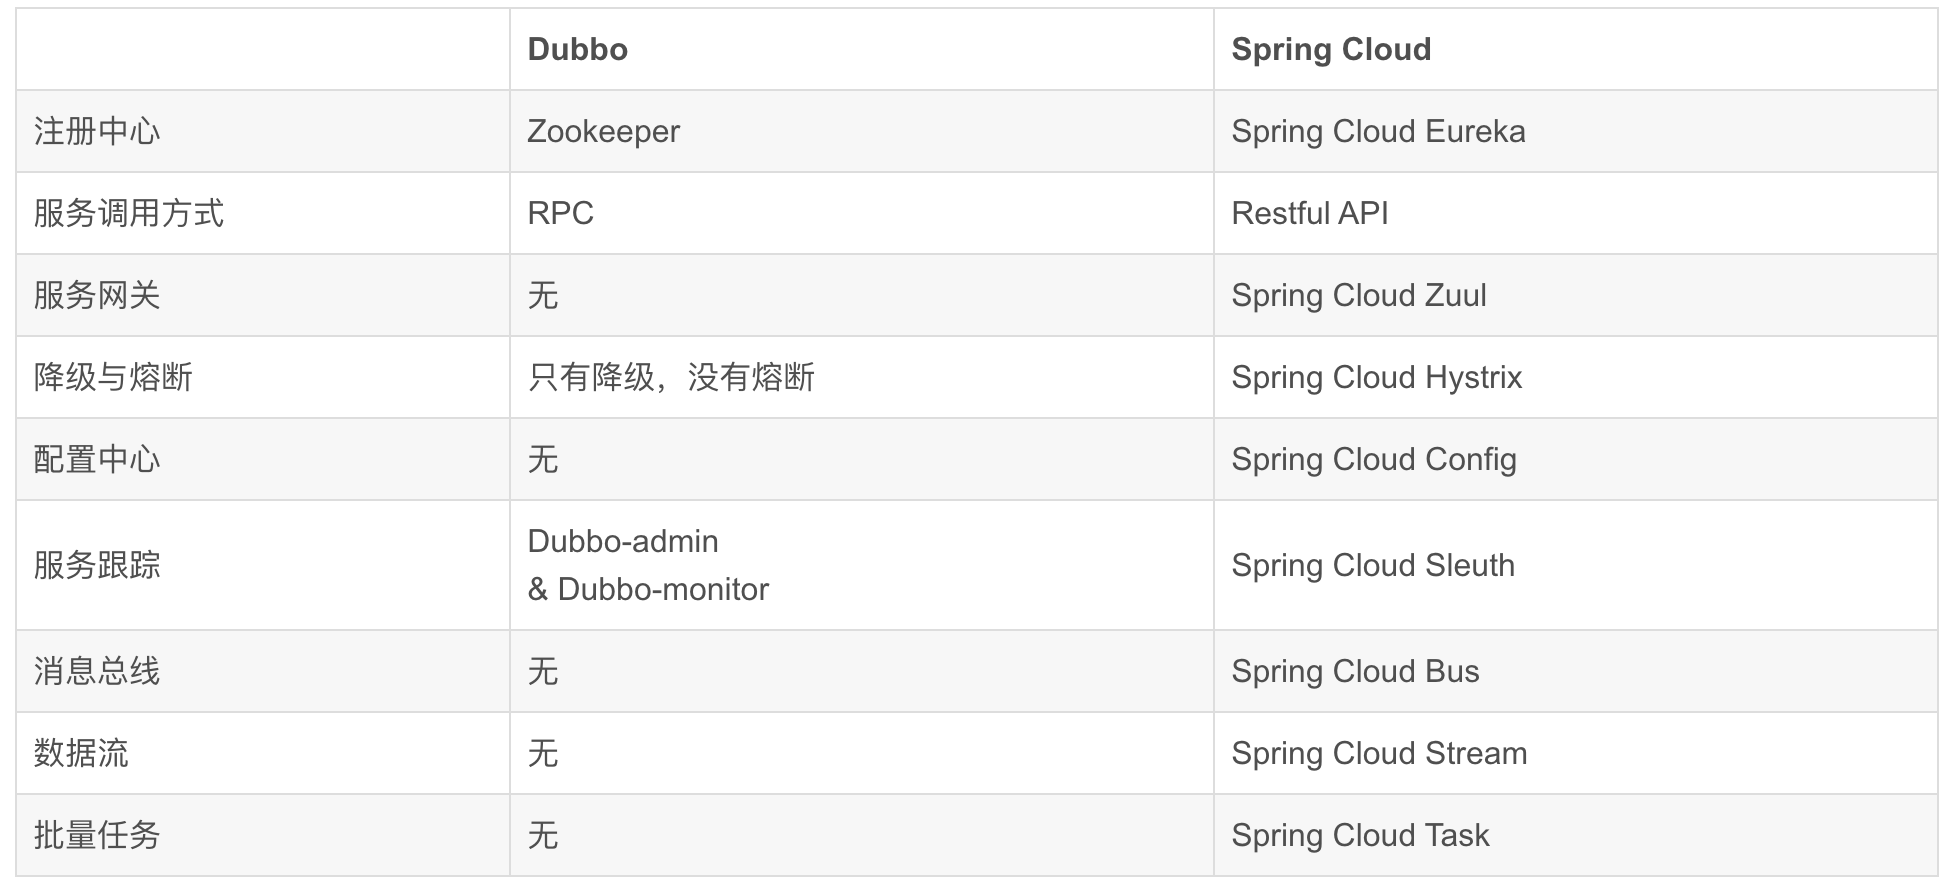 Dubbo Spring Cloud
注册中心 Zookeeper Spring Cloud Eureka
服务调用方式 RPC Restful API
服务网关 无 Spring Cloud Zuul
降级与熔断 只有降级，没有熔断 Spring Cloud Hystrix
配置中心 无 Spring Cloud Config
服务跟踪 Dubbo-admin
& Dubbo-monitor Spring Cloud Sleuth
消息总线 无 Spring Cloud Bus
数据流 无 Spring Cloud Stream
批量任务 无 Spring Cloud Task